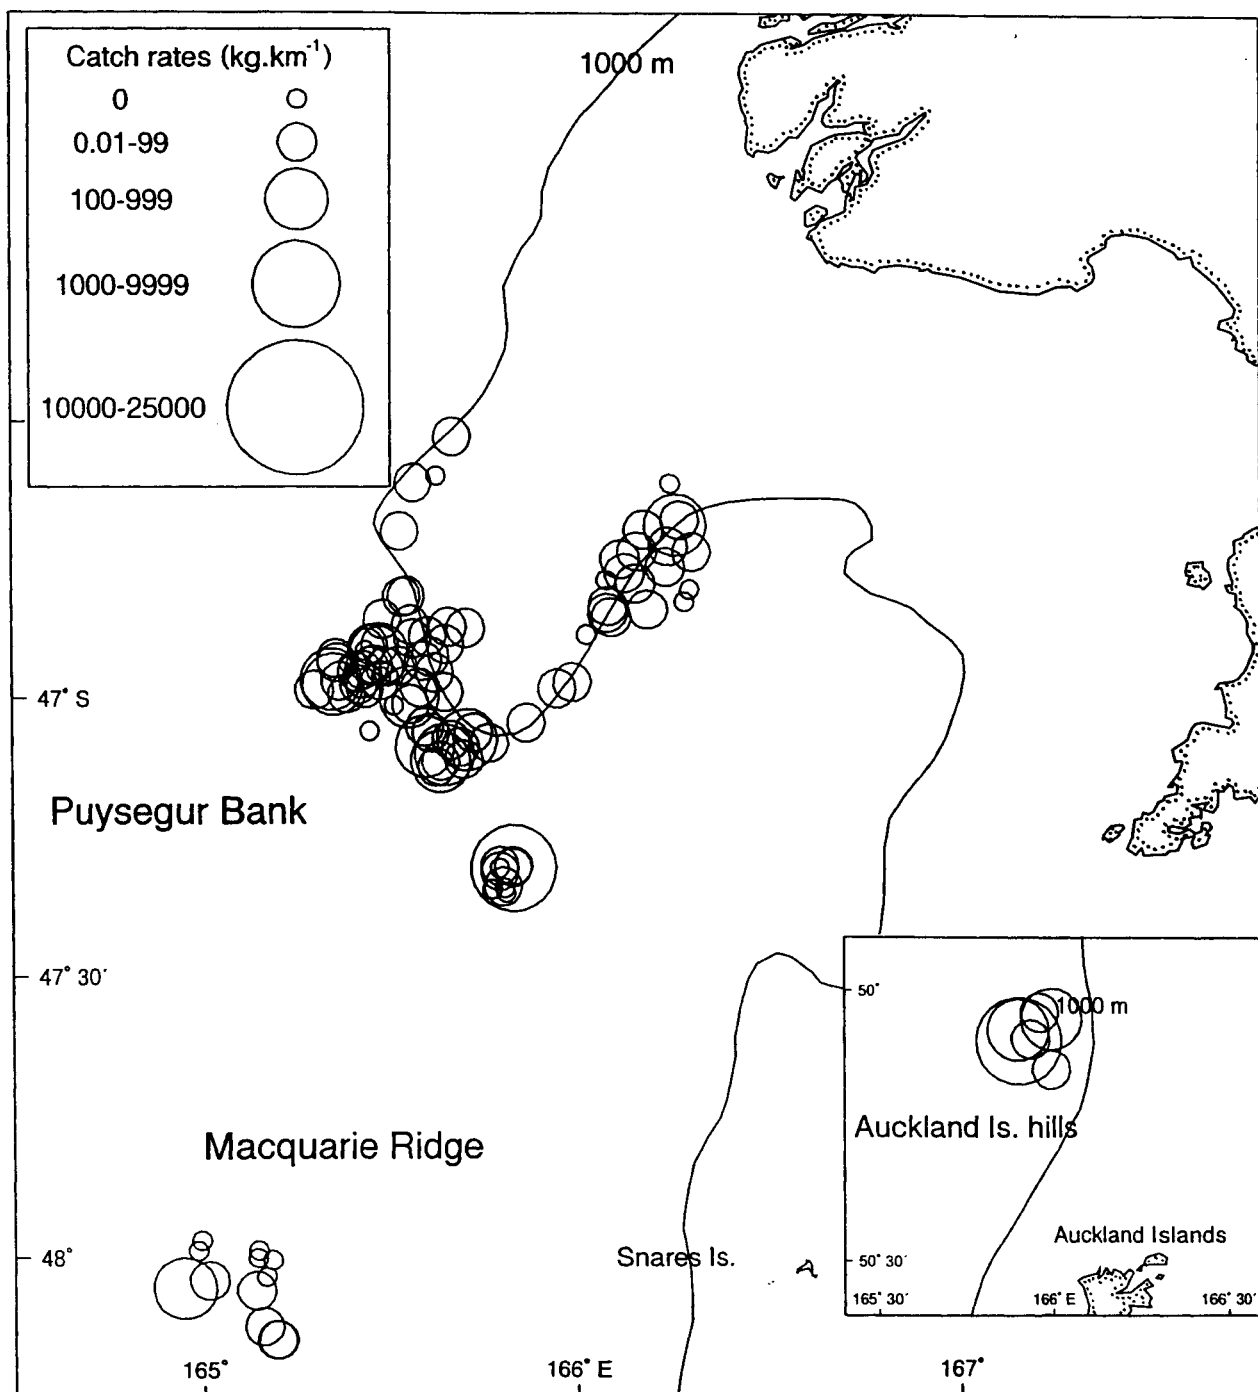 Catch rates (kg.km⁻¹)
0
0.01-99
100-999
1000-9999
10000-25000
1000 m
47° S
Puysegur Bank
47° 30'
Macquarie Ridge
48°
Snares Is.
165°
166° E
167°
50°
1000 m
Auckland Is. hills
Auckland Islands
50° 30'
165° 30'
166° E
166° 30'